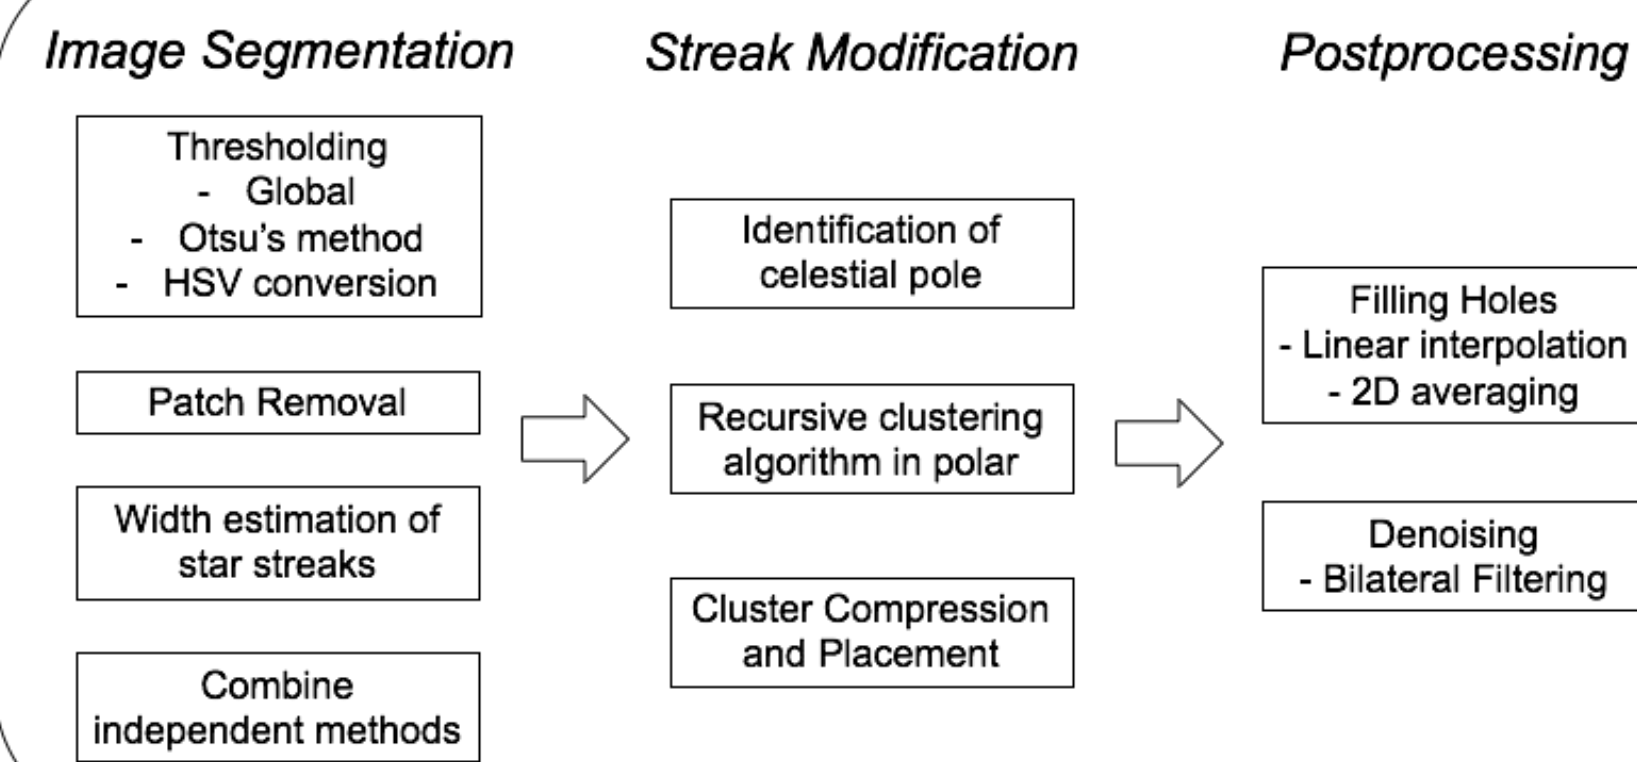 Image Segmentation
Thresholding
- Global
- Otsu's method
- HSV conversion
Patch Removal
Width estimation of
star streaks
Combine
independent methods
Streak Modification
Identification of
celestial pole
Recursive clustering
algorithm in polar
Cluster Compression
and Placement
Postprocessing
Filling Holes
- Linear interpolation
- 2D averaging
Denoising
- Bilateral Filtering